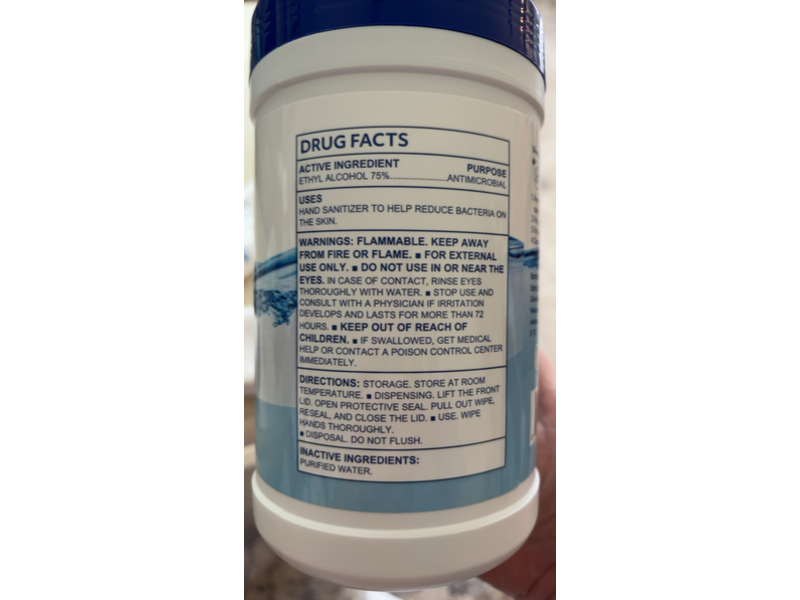 DRUG FACTS
ACTIVE INGREDIENT PURPOSE
ETHYL ALCOHOL 75%......................ANTIMICROBIAL
USES
HAND SANITIZER TO HELP REDUCE BACTERIA ON
THE SKIN.
WARNINGS: FLAMMABLE. KEEP AWAY
FROM FIRE OR FLAME. ■ FOR EXTERNAL
USE ONLY. ■ DO NOT USE IN OR NEAR THE
EYES. IN CASE OF CONTACT, RINSE EYES
THOROUGHLY WITH WATER. ■ STOP USE AND
CONSULT WITH A PHYSICIAN IF IRRITATION
DEVELOPS AND LASTS FOR MORE THAN 72
HOURS. ■ KEEP OUT OF REACH OF
CHILDREN. ■ IF SWALLOWED, GET MEDICAL
HELP OR CONTACT A POISON CONTROL CENTER
IMMEDIATELY.
DIRECTIONS: STORAGE. STORE AT ROOM
TEMPERATURE. ■ DISPENSING. LIFT THE FRONT
LID. OPEN PROTECTIVE SEAL. PULL OUT WIPE,
RESEAL, AND CLOSE THE LID. ■ USE. WIPE
HANDS THOROUGHLY.
■ DISPOSAL. DO NOT FLUSH.
INACTIVE INGREDIENTS:
PURIFIED WATER.